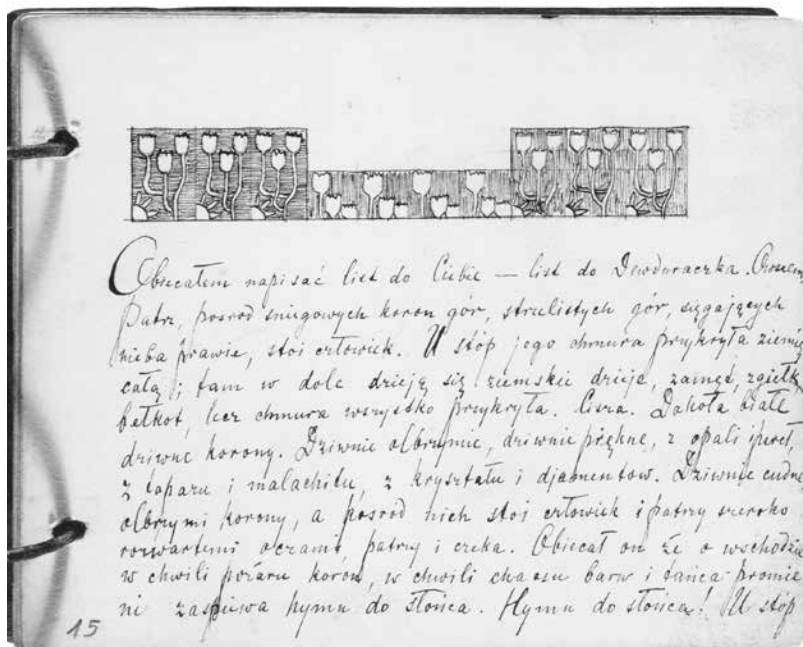 Obiecałem napisać list do Ciebie — list do Dewduraczka.
Patrz, pośród śniegowych koron gór, strzelistych gór, sięgających
nieba prawie, stoi człowiek. U stóp jego chmura przykryła ziemię
całą; tam w dole dzieją się ziemskie dzieje, zamęt, zgiełk,
bełkot, lecz chmura wszystko przykryła. Cisza. Dokoła białe
dziwne korony. Dziwnie olbrzymie, dziwnie piękne, z opali i pereł,
z topazu i malachitu, z kryształu i djamentów. Dziwnie cudne
olbrzymi korony, a pośród nich stoi człowiek i patrzy szeroko
rozwartemi oczami, patrzy i czeka. Obiecał on że o wschodzie
w chwili pożaru koron, w chwili chaosu barw i tańca promie
ni zaśpiewa hymn do słońca. Hymn do słońca! U stóp
15